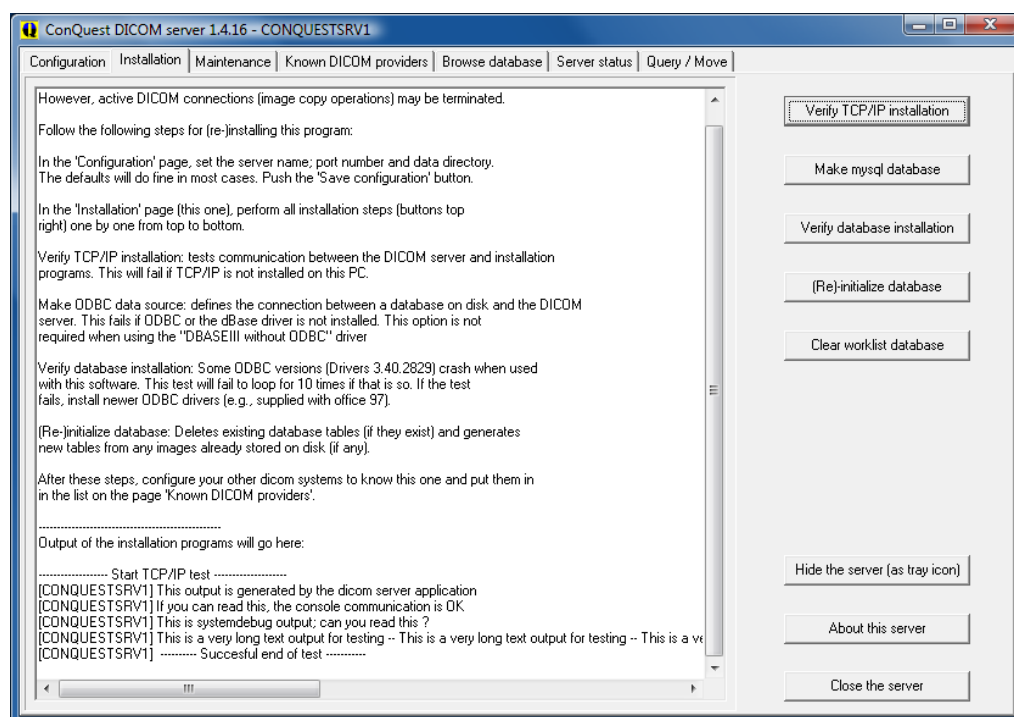 ConQuest DICOM server 1.4.16 - CONQUESTSRV1
Configuration Installation Maintenance Known DICOM providers Browse database Server status Query / Move
However, active DICOM connections (image copy operations) may be terminated.
Follow the following steps for (re-)installing this program:
In the 'Configuration' page, set the server name; port number and data directory.
The defaults will do fine in most cases. Push the 'Save configuration' button.
In the 'Installation' page (this one), perform all installation steps (buttons top
right) one by one from top to bottom.
Verify TCP/IP installation: tests communication between the DICOM server and installation
programs. This will fail if TCP/IP is not installed on this PC.
Make ODBC data source: defines the connection between a database on disk and the DICOM
server. This fails if ODBC or the dBase driver is not installed. This option is not
required when using the "DBASEIII without ODBC" driver
Verify database installation: Some ODBC versions (Drivers 3.40.2829) crash when used
with this software. This test will fail to loop for 10 times if that is so. If the test
fails, install newer ODBC drivers (e.g., supplied with office 97).
(Re-)initialize database: Deletes existing database tables (if they exist) and generates
new tables from any images already stored on disk (if any).
After these steps, configure your other dicom systems to know this one and put them in
in the list on the page 'Known DICOM providers'.
--------------------------------------------------
Output of the installation programs will go here:
------------------- Start TCP/IP test --------------------
[CONQUESTSRV1] This output is generated by the dicom server application
[CONQUESTSRV1] If you can read this, the console communication is OK
[CONQUESTSRV1] This is systemdebug output; can you read this ?
[CONQUESTSRV1] This is a very long text output for testing -- This is a very long text output for testing -- This is a ve
[CONQUESTSRV1] ---------- Succesful end of test -----------
Verify TCP/IP installation
Make mysql database
Verify database installation
(Re)-initialize database
Clear worklist database
Hide the server (as tray icon)
About this server
Close the server